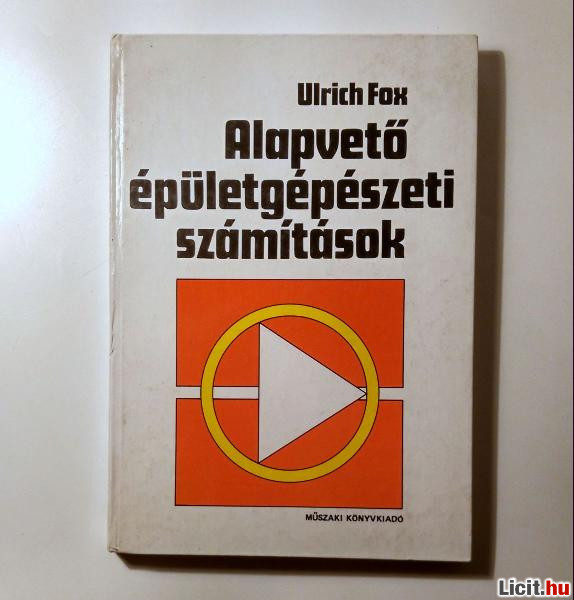 Ulrich Fox
Alapvető
épületgépészeti
számítások
MŰSZAKI KÖNYVKIADÓ
Licit.hu